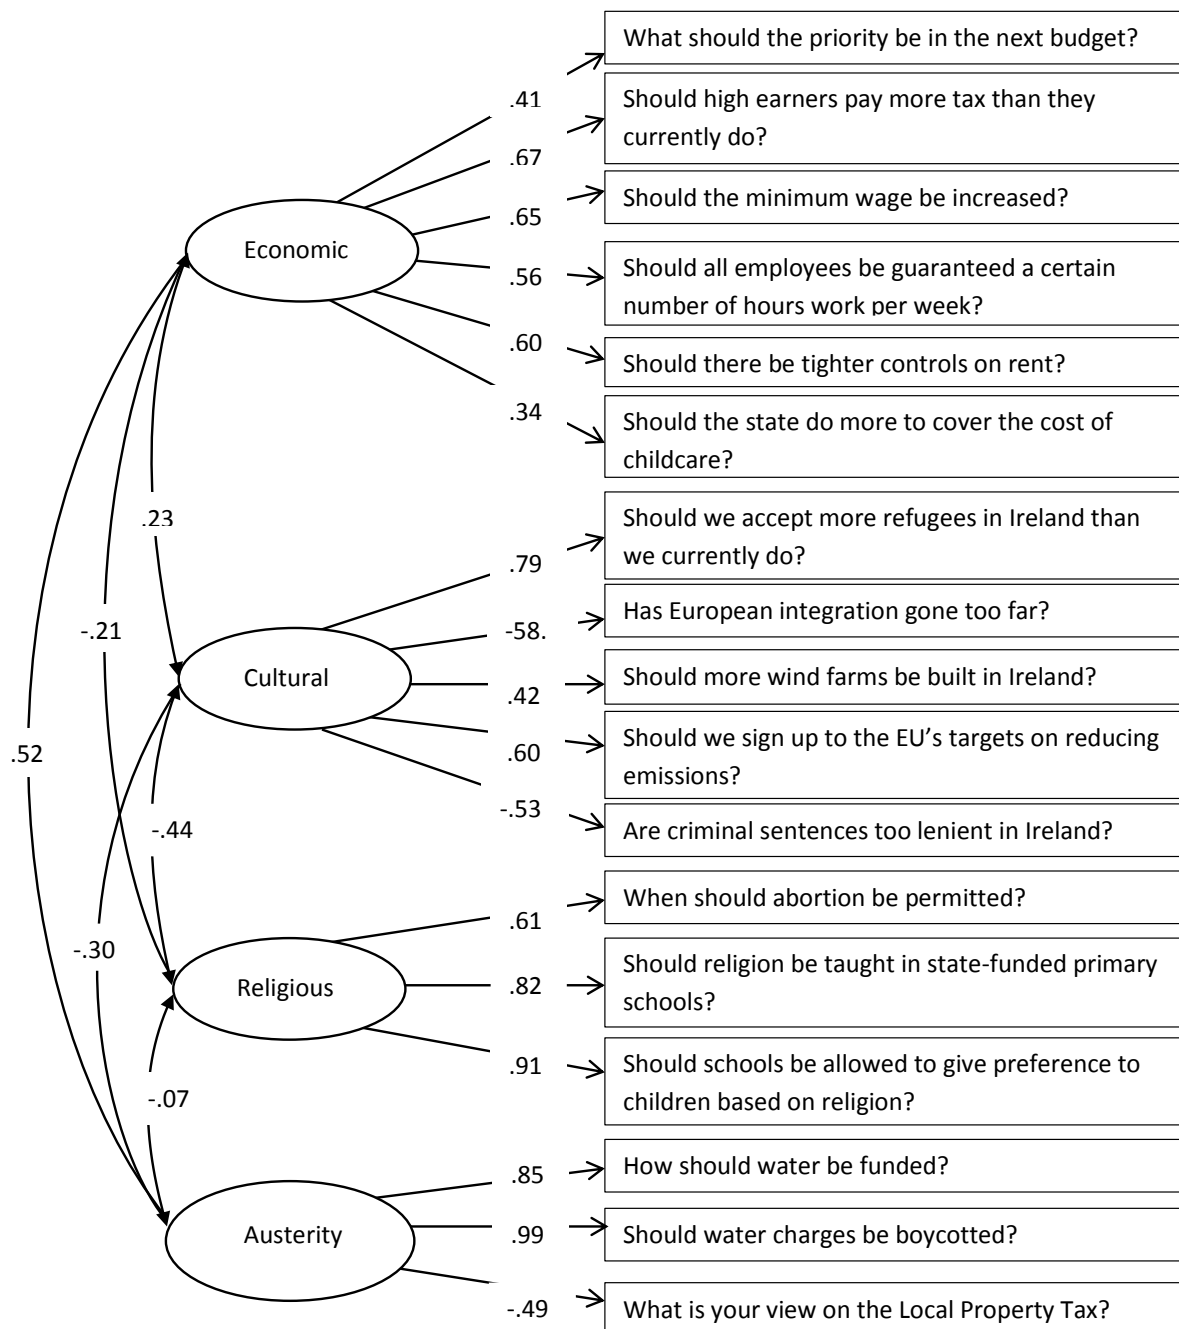 What should the priority be in the next budget?
.41
Should high earners pay more tax than they
currently do?
.67
Should the minimum wage be increased?
.65
Economic
Should all employees be guaranteed a certain
number of hours work per week?
.56
Should there be tighter controls on rent?
.60
Should the state do more to cover the cost of
childcare?
.34
.23
Should we accept more refugees in Ireland than
we currently do?
.79
Has European integration gone too far?
-58.
-.21
Cultural
Should more wind farms be built in Ireland?
.42
Should we sign up to the EU’s targets on reducing
emissions?
.60
.52
-.53
Are criminal sentences too lenient in Ireland?
-.44
When should abortion be permitted?
.61
-.30
Religious
Should religion be taught in state-funded primary
schools?
.82
Should schools be allowed to give preference to
children based on religion?
.91
-.07
How should water be funded?
.85
Austerity
Should water charges be boycotted?
.99
What is your view on the Local Property Tax?
-.49